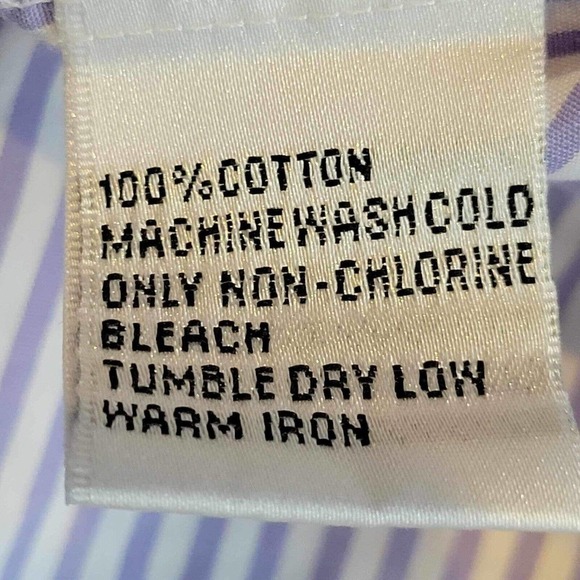 100% COTTON
MACHINE WASH COLD
ONLY NON-CHLORINE
BLEACH
TUMBLE DRY LOW
WARM IRON